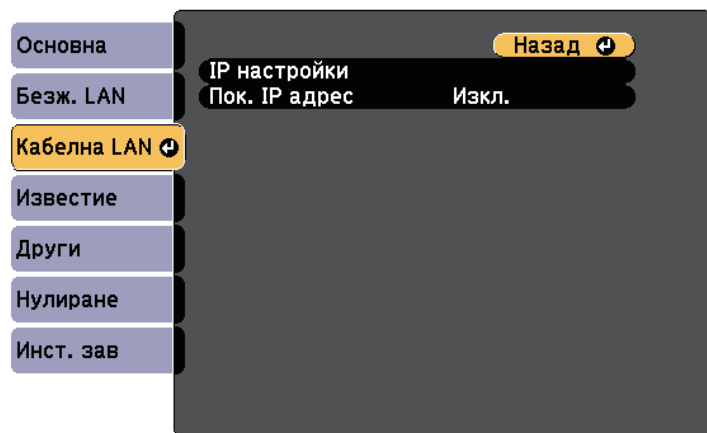 Основна
Безж. LAN
Кабелна LAN
Известие
Други
Нулиране
Инст. зав
Назад
IP настройки
Пок. IP адрес Изкл.